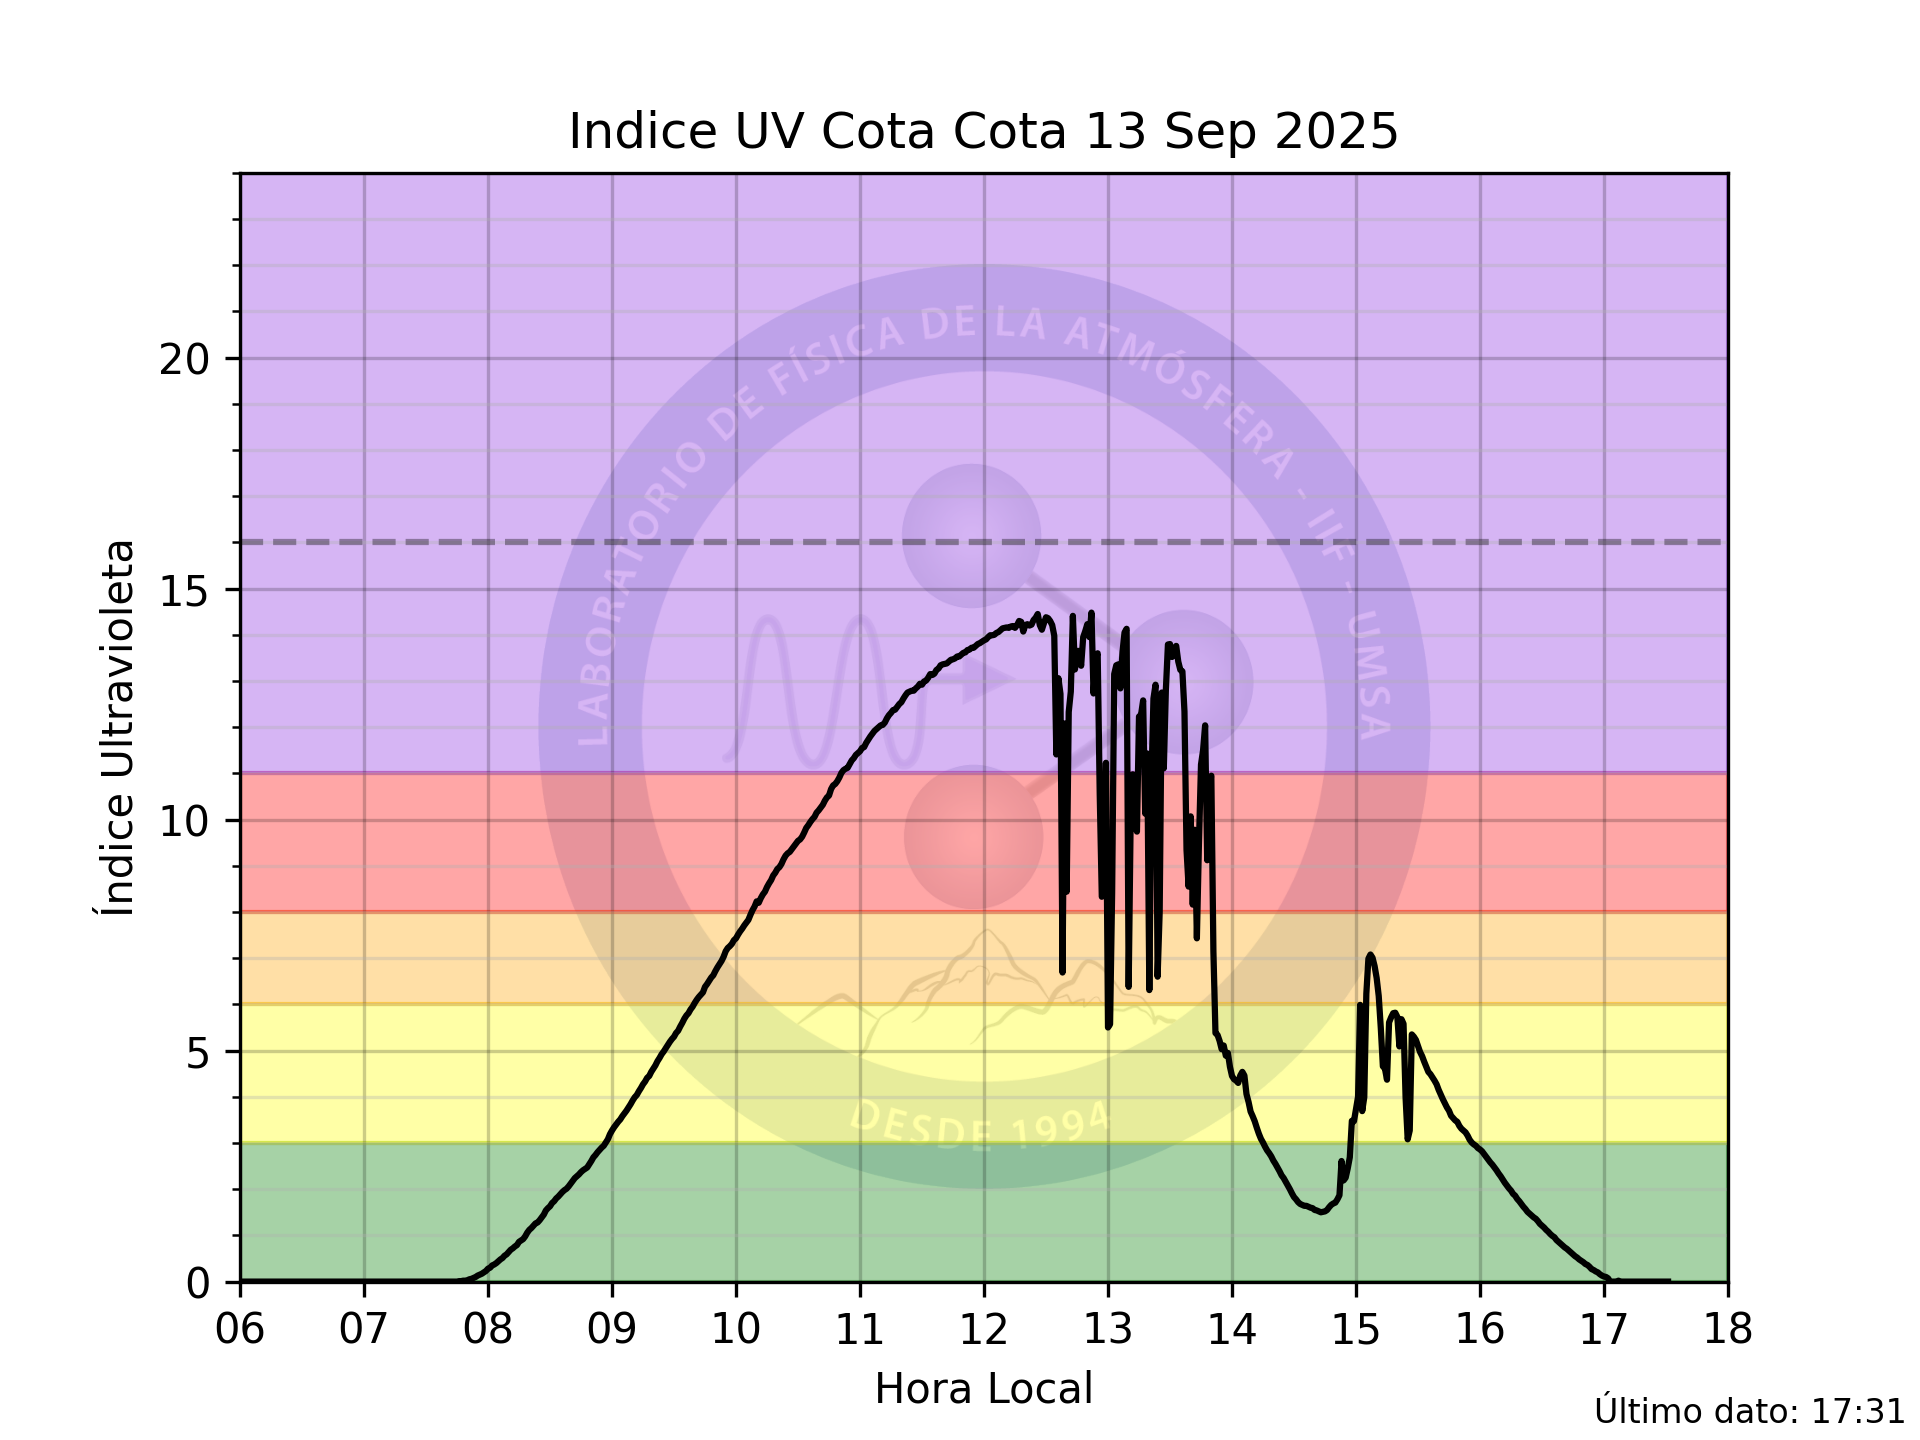 Indice UV Cota Cota 13 Sep 2025
LABORATORIO DE FÍSICA DE LA ATMÓSFERA - IIF - UMSA
DESDE 1994
Índice Ultravioleta
20
15
10
5
0
06 07 08 09 10 11 12 13 14 15 16 17 18
Hora Local
Último dato: 17:31